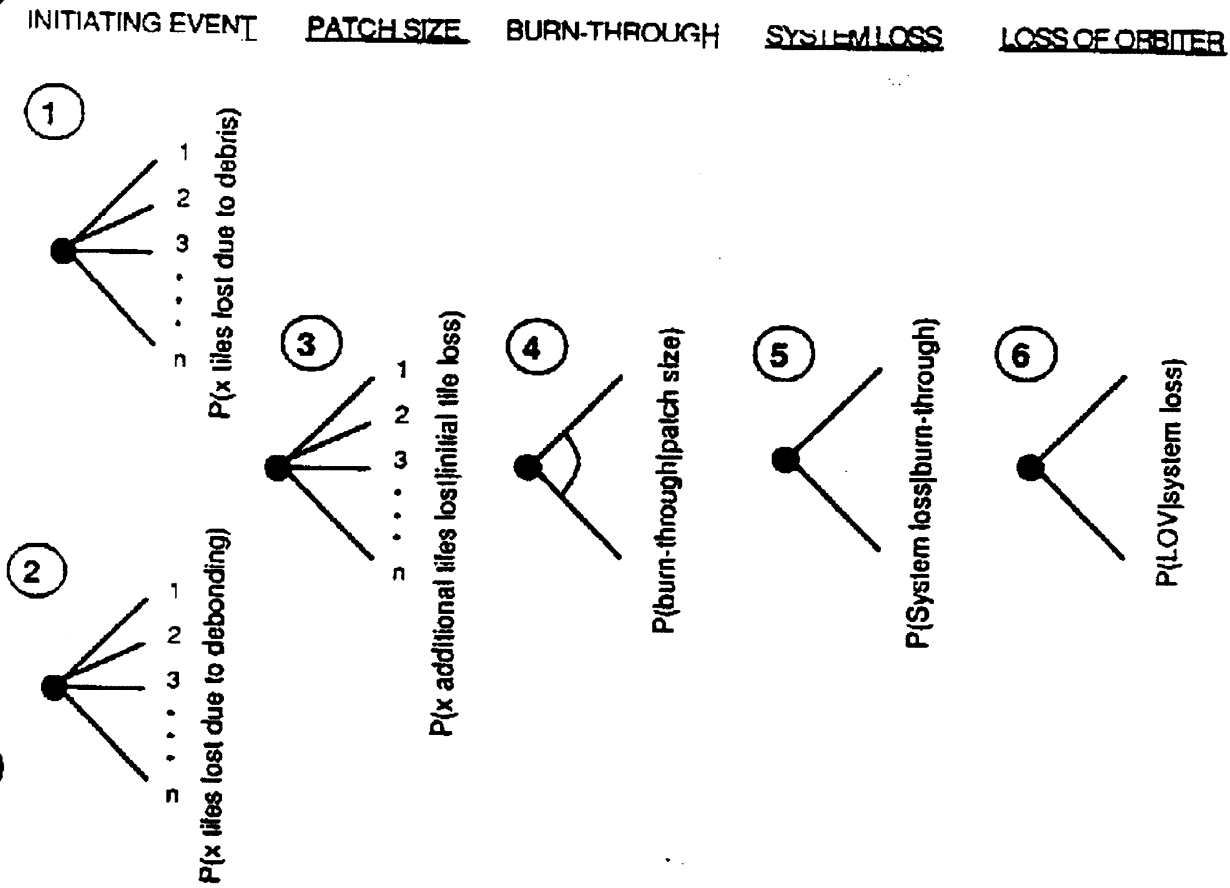 INITIATING EVENT
PATCH SIZE
BURN-THROUGH
SYSTEM LOSS
LOSS OF ORBITER
1
1
2
3
n
P(x tiles lost due to debris)
2
1
2
3
n
P(x tiles lost due to debonding)
3
1
2
3
n
P(x additional tiles lost|initial tile loss)
4
P(burn-through|patch size)
5
P(System loss|burn-through)
6
P(LOV|system loss)